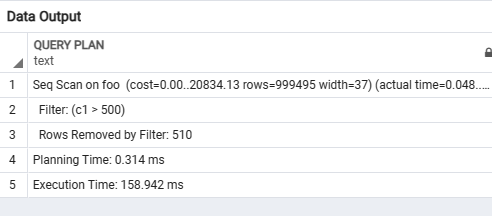 Data Output
QUERY PLAN
text
1 Seq Scan on foo (cost=0.00..20834.13 rows=999495 width=37) (actual time=0.048.....
2 Filter: (c1 > 500)
3 Rows Removed by Filter: 510
4 Planning Time: 0.314 ms
5 Execution Time: 158.942 ms